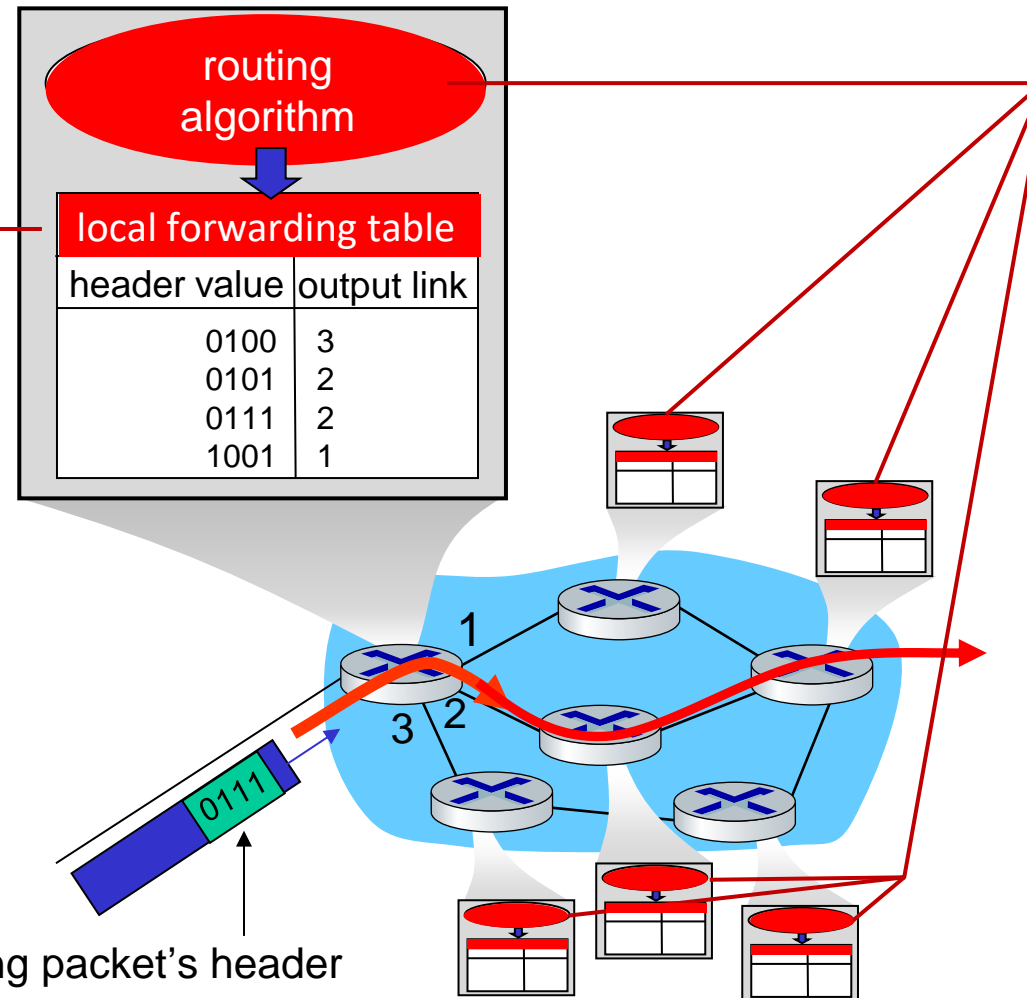 routing
algorithm
local forwarding table
header value output link
0100 3
0101 2
0111 2
1001 1
1
2
3
0111
packet's header